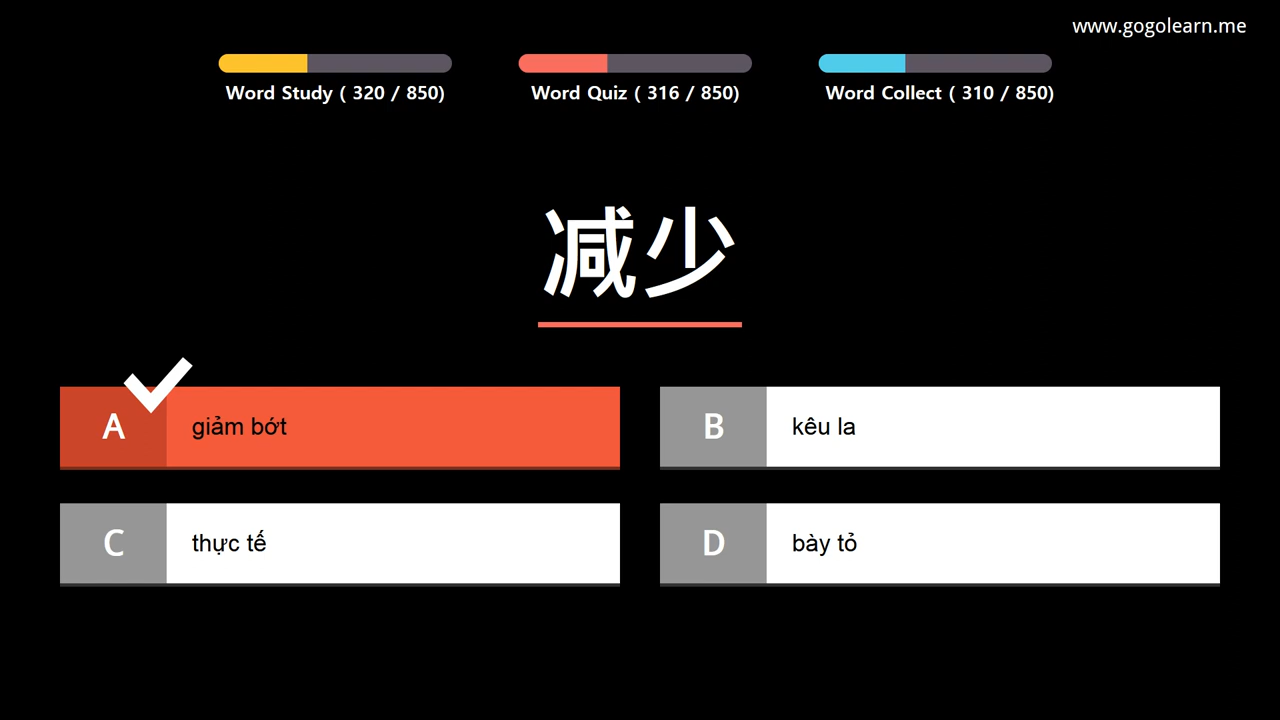 www.gogolearn.me
Word Study ( 320 / 850)
Word Quiz ( 316 / 850)
Word Collect ( 310 / 850)
减少
A
giảm bớt
B
kêu la
C
thực tế
D
bày tỏ